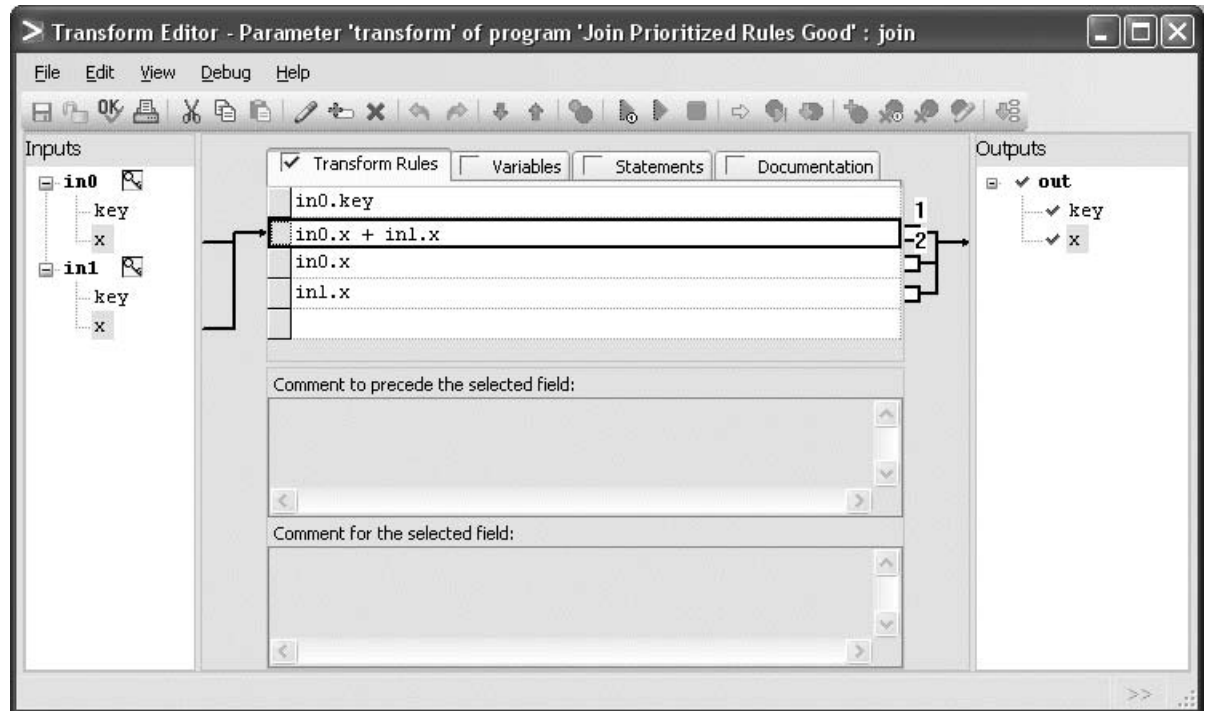 Transform Editor - Parameter 'transform' of program 'Join Prioritized Rules Good' : join
File Edit View Debug Help
OK
Inputs
in0
key
x
in1
key
x
Transform Rules Variables Statements Documentation
in0.key
in0.x + in1.x
in0.x
in1.x
1
2
Comment to precede the selected field:
Comment for the selected field:
Outputs
out
key
x
>>